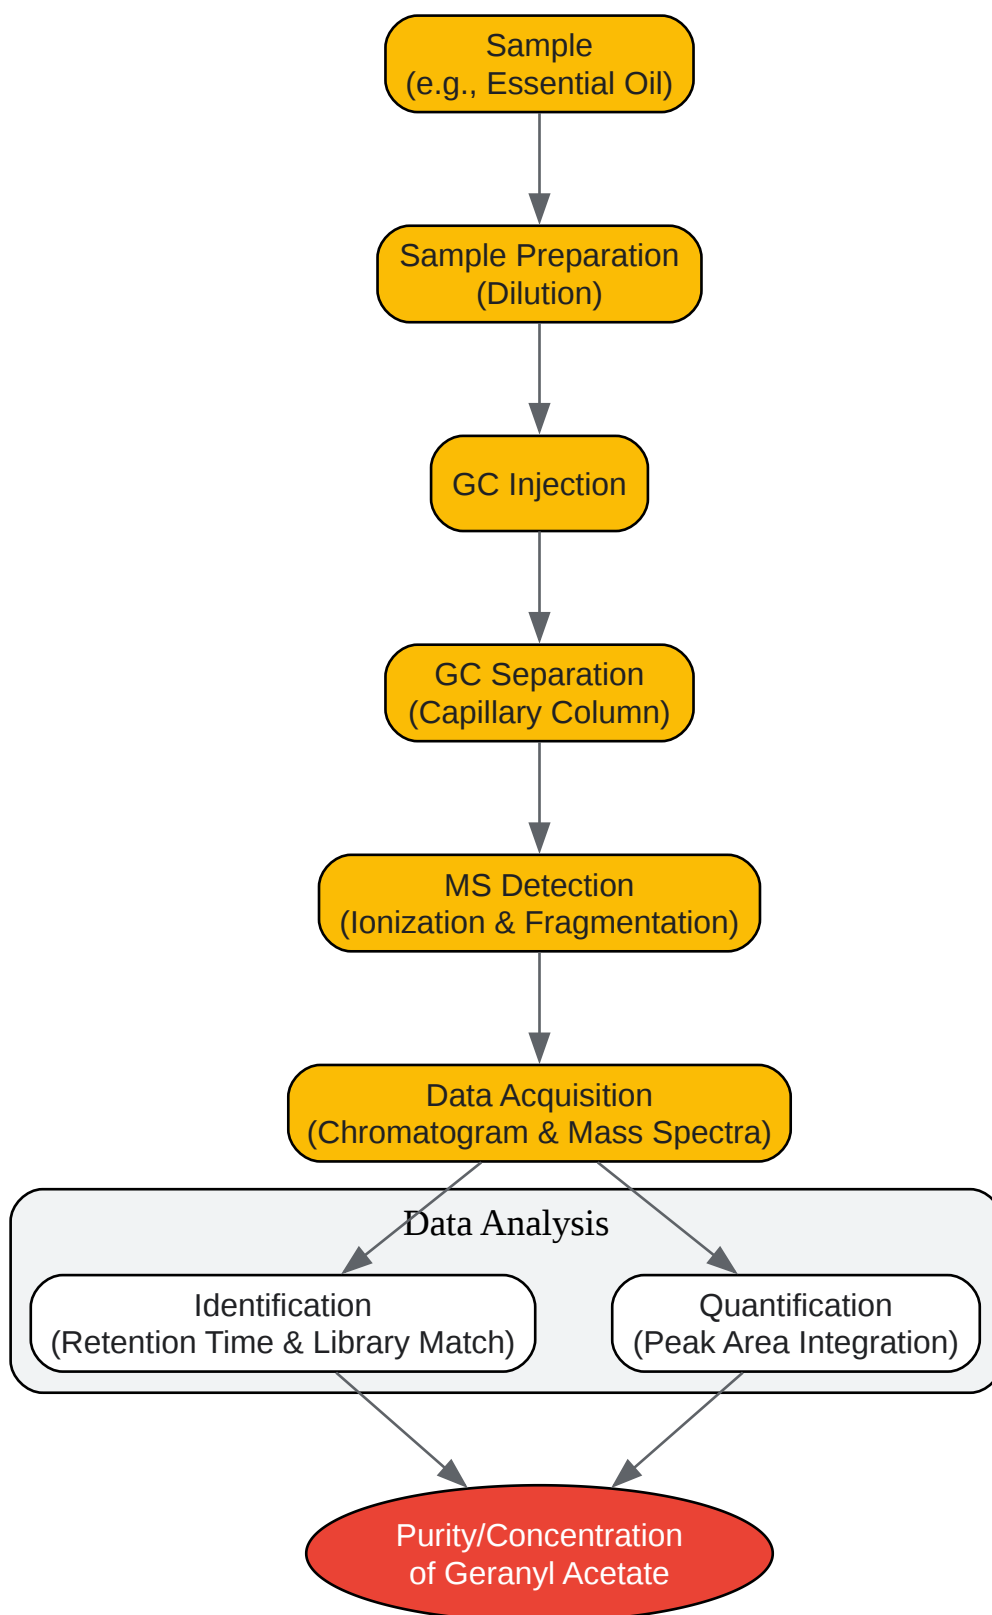 Sample
(e.g., Essential Oil)
Sample Preparation
(Dilution)
GC Injection
GC Separation
(Capillary Column)
MS Detection
(Ionization & Fragmentation)
Data Acquisition
(Chromatogram & Mass Spectra)
Data Analysis
Identification
(Retention Time & Library Match)
Quantification
(Peak Area Integration)
Purity/Concentration
of Geranyl Acetate